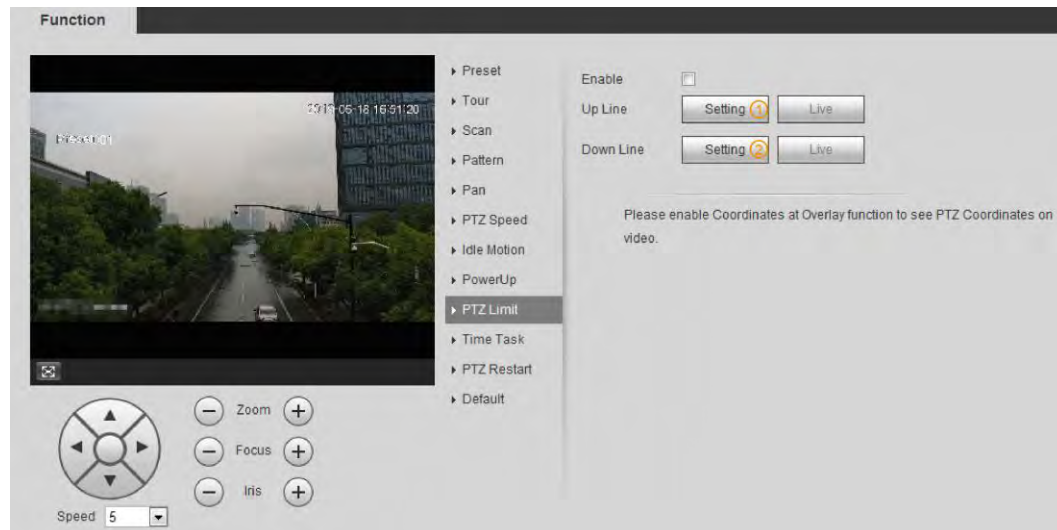 Function
Preset
Tour
Scan
Pattern
Pan
PTZ Speed
Idle Motion
PowerUp
PTZ Limit
Time Task
PTZ Restart
Default
Enable
Up Line Setting 1 Live
Down Line Setting 2 Live
Please enable Coordinates at Overlay function to see PTZ Coordinates on
video.
Zoom
Focus
Iris
Speed 5